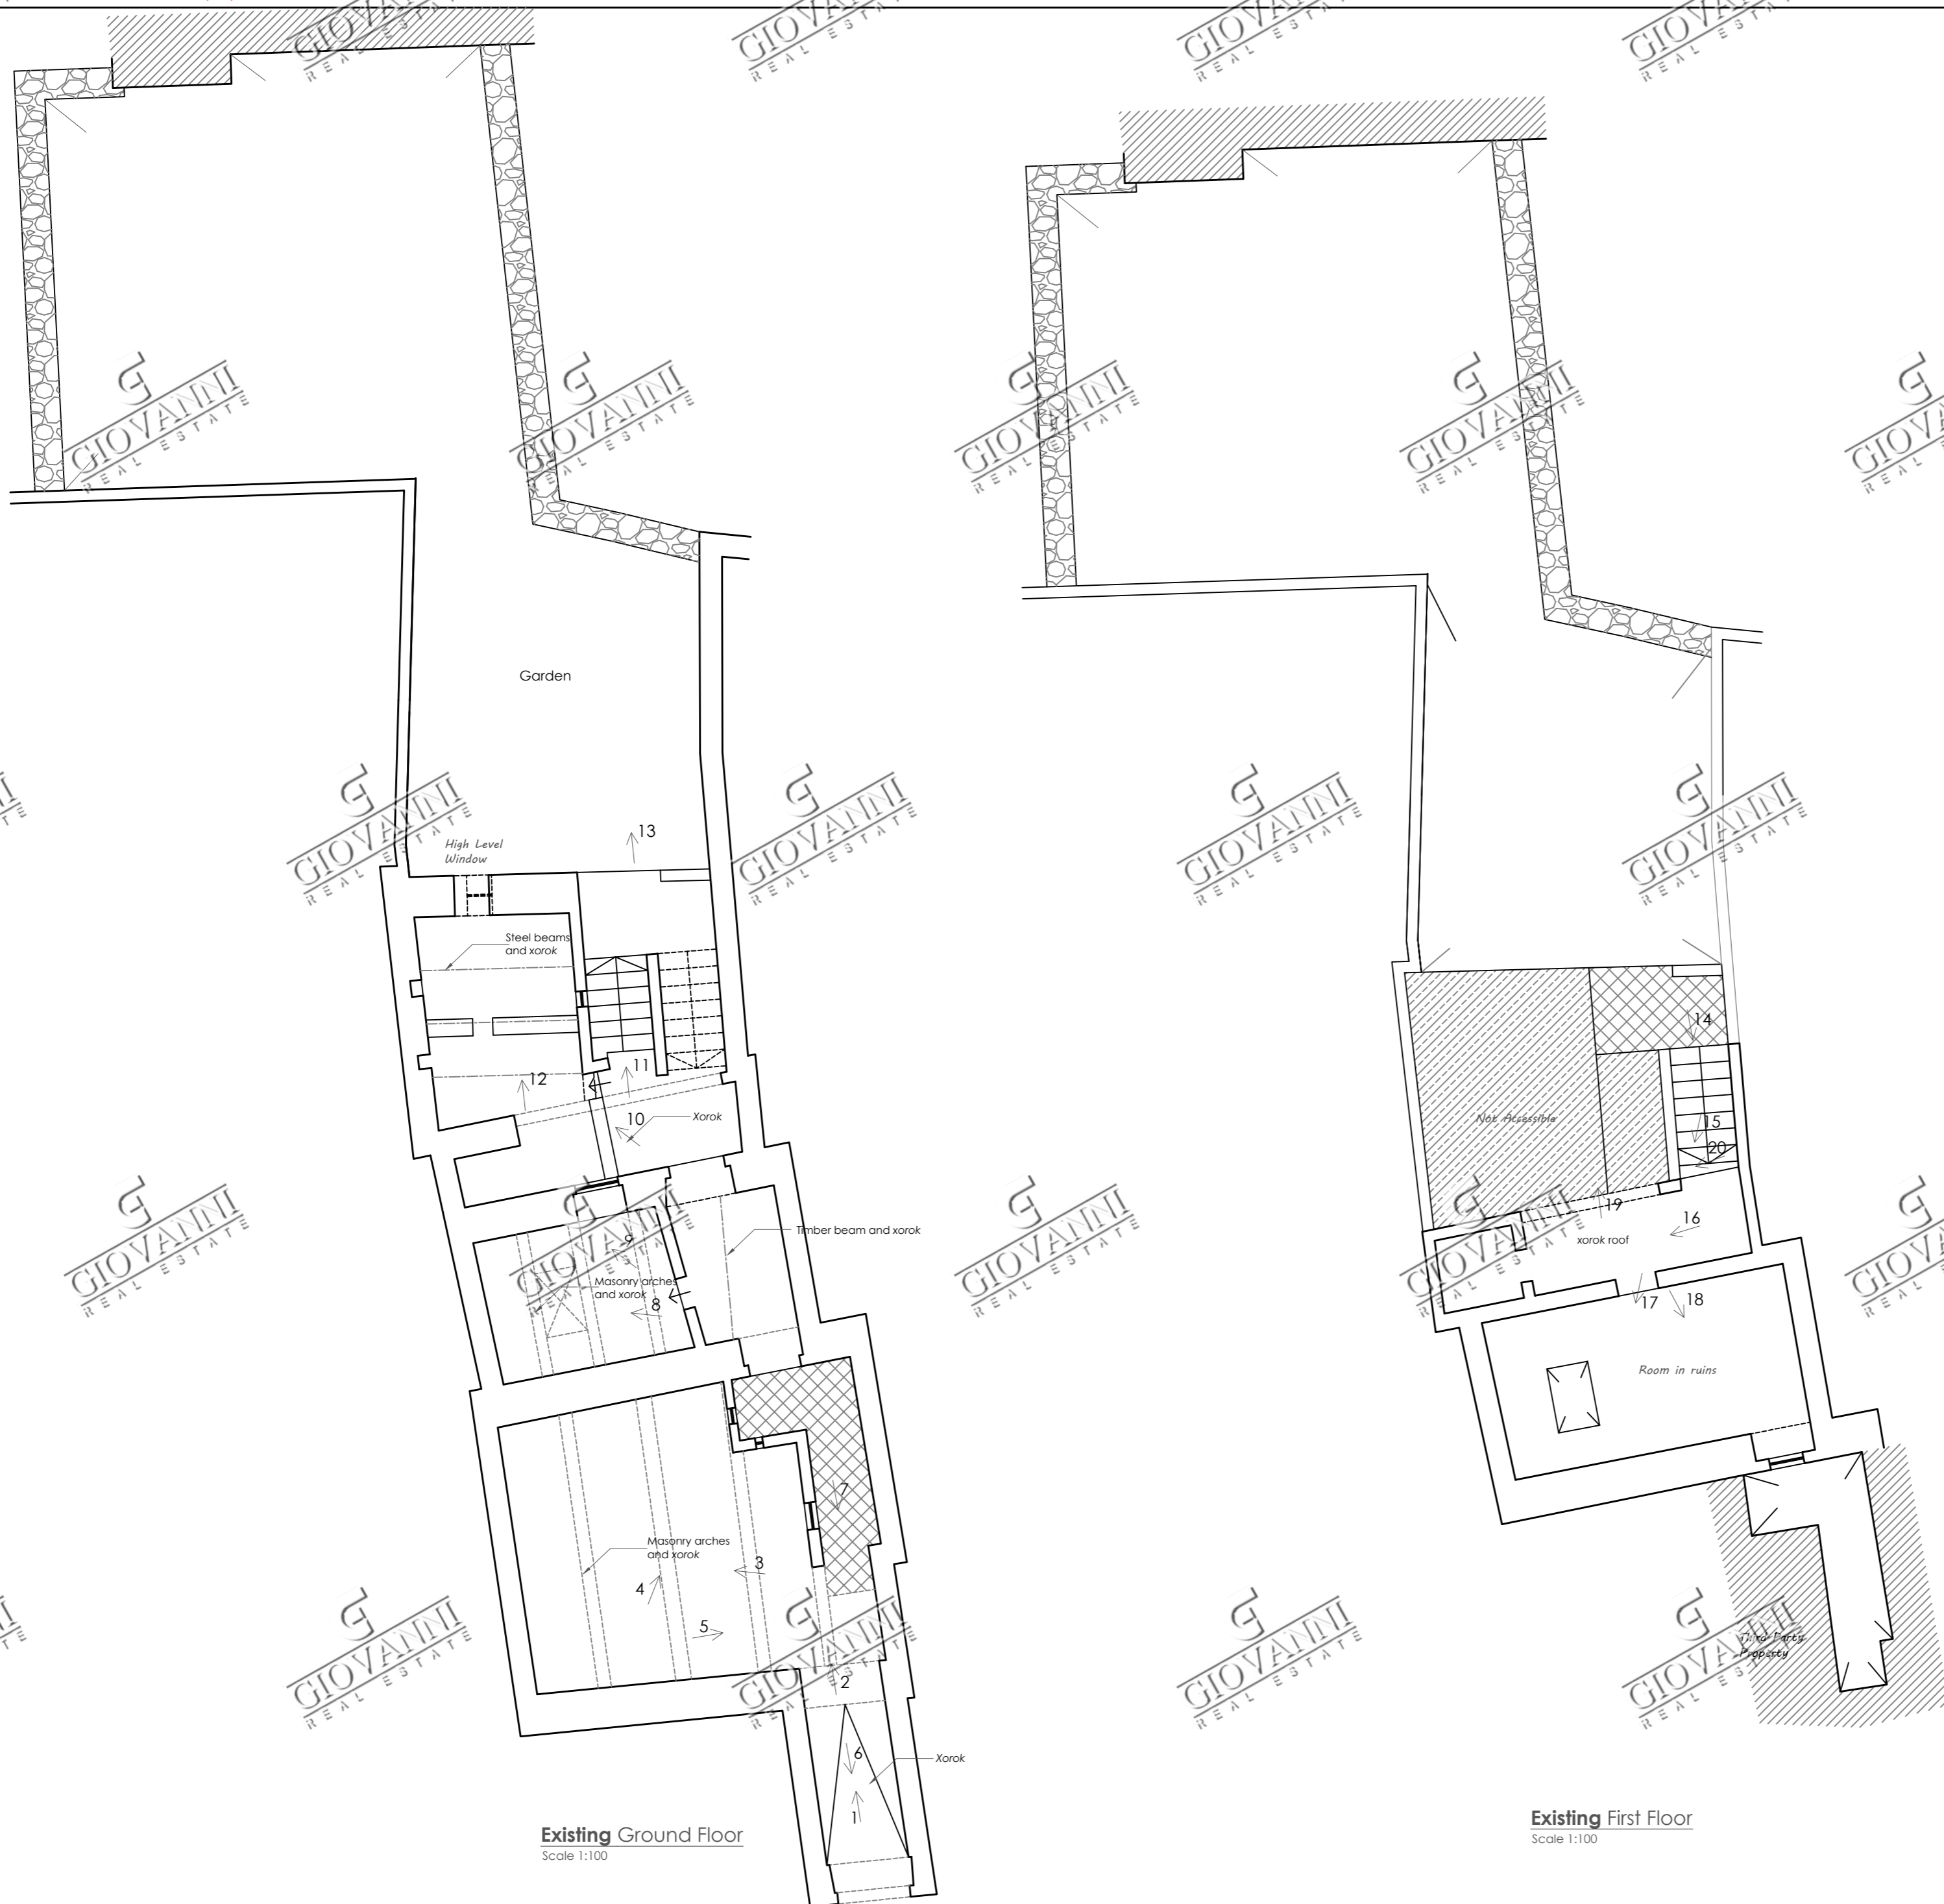 Garden
13
High Level
Window
Steel beams
and xorok
12
11
10
Xorok
Timber beam and xorok
9
Masonry arches
and xorok
8
7
Masonry arches
and xorok
3
4
5
2
6
Xorok
1
Existing Ground Floor
Scale 1:100
14
Not Accessible
15
20
19
16
xorok roof
17
18
Room in ruins
Third Party
Property
Existing First Floor
Scale 1:100
GIOVANNI
REAL ESTATE